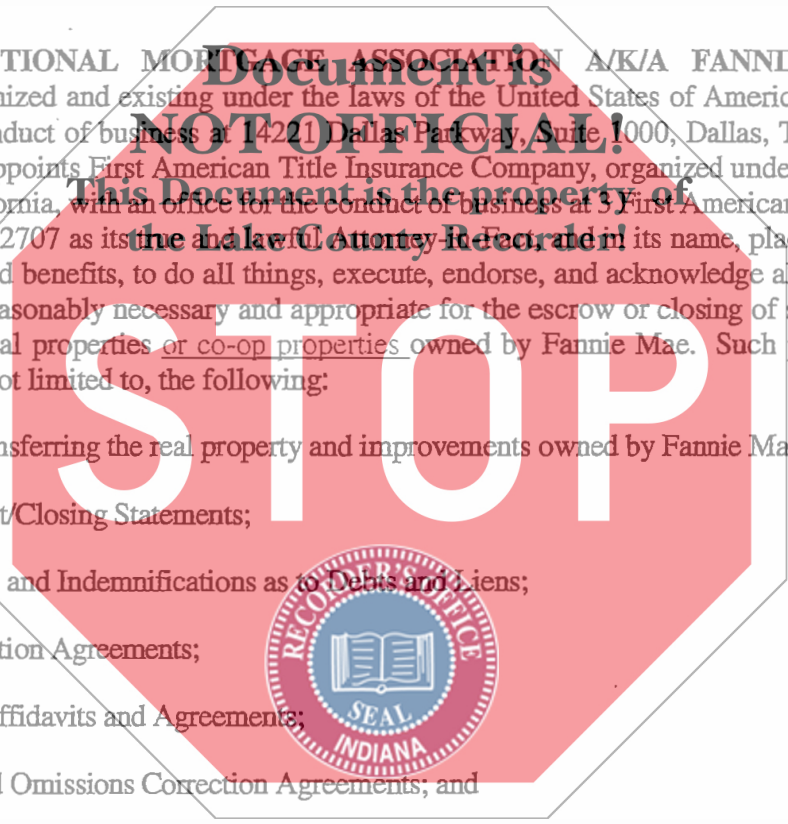 Document is
TIONAL MORTGAGE ASSOCIATION A/K/A FANNI
nized and existing under the laws of the United States of Americ
NOT OFFICIAL!
nduct of business at 14221 Dallas Parkway, Suite 1000, Dallas, T
ppoints First American Title Insurance Company, organized unde
This Document is the property of
ornia, with an office for the conduct of business at 3 First American
the Lake County Recorder!
2707 as its true and lawful Attorney-in-Fact, and in its name, pla
d benefits, to do all things, execute, endorse, and acknowledge al
easonably necessary and appropriate for the escrow or closing of s
al properties or co-op properties owned by Fannie Mae. Such
ot limited to, the following:
STOP
nsferring the real property and improvements owned by Fannie Ma
t/Closing Statements;
and Indemnifications as to Debts and Liens;
tion Agreements;
ffidavits and Agreements;
l Omissions Correction Agreements; and
RECORDER'S OFFICE
SEAL
INDIANA